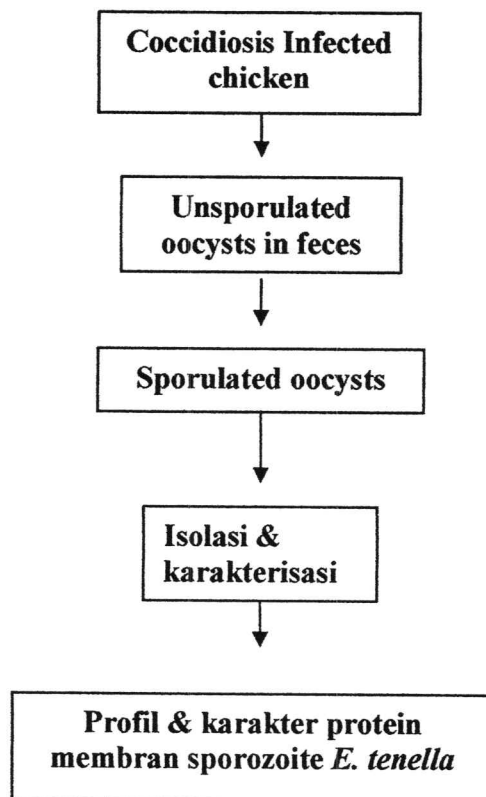 Coccidiosis Infected
chicken
Unsporulated
oocysts in feces
Sporulated oocysts
Isolasi &
karakterisasi
Profil & karakter protein
membran sporozoite E. tenella